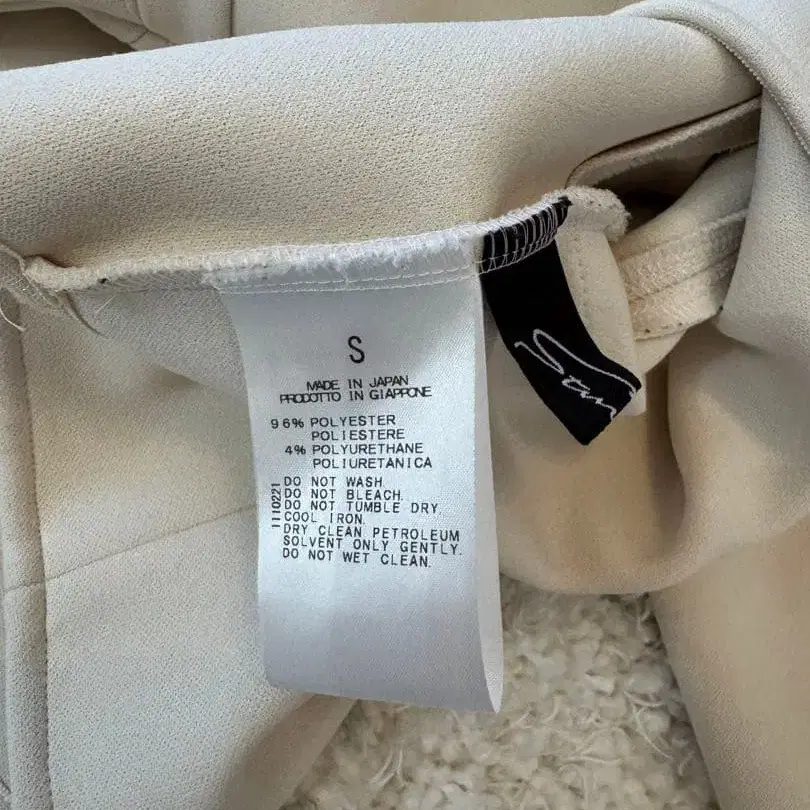 S
MADE IN JAPAN
PRODOTTO IN GIAPPONE
96% POLYESTER
POLIESTERE
4% POLYURETHANE
POLIURETANICA
1110221
DO NOT WASH.
DO NOT BLEACH.
DO NOT TUMBLE DRY.
COOL IRON.
DRY CLEAN PETROLEUM
SOLVENT ONLY GENTLY.
DO NOT WET CLEAN.